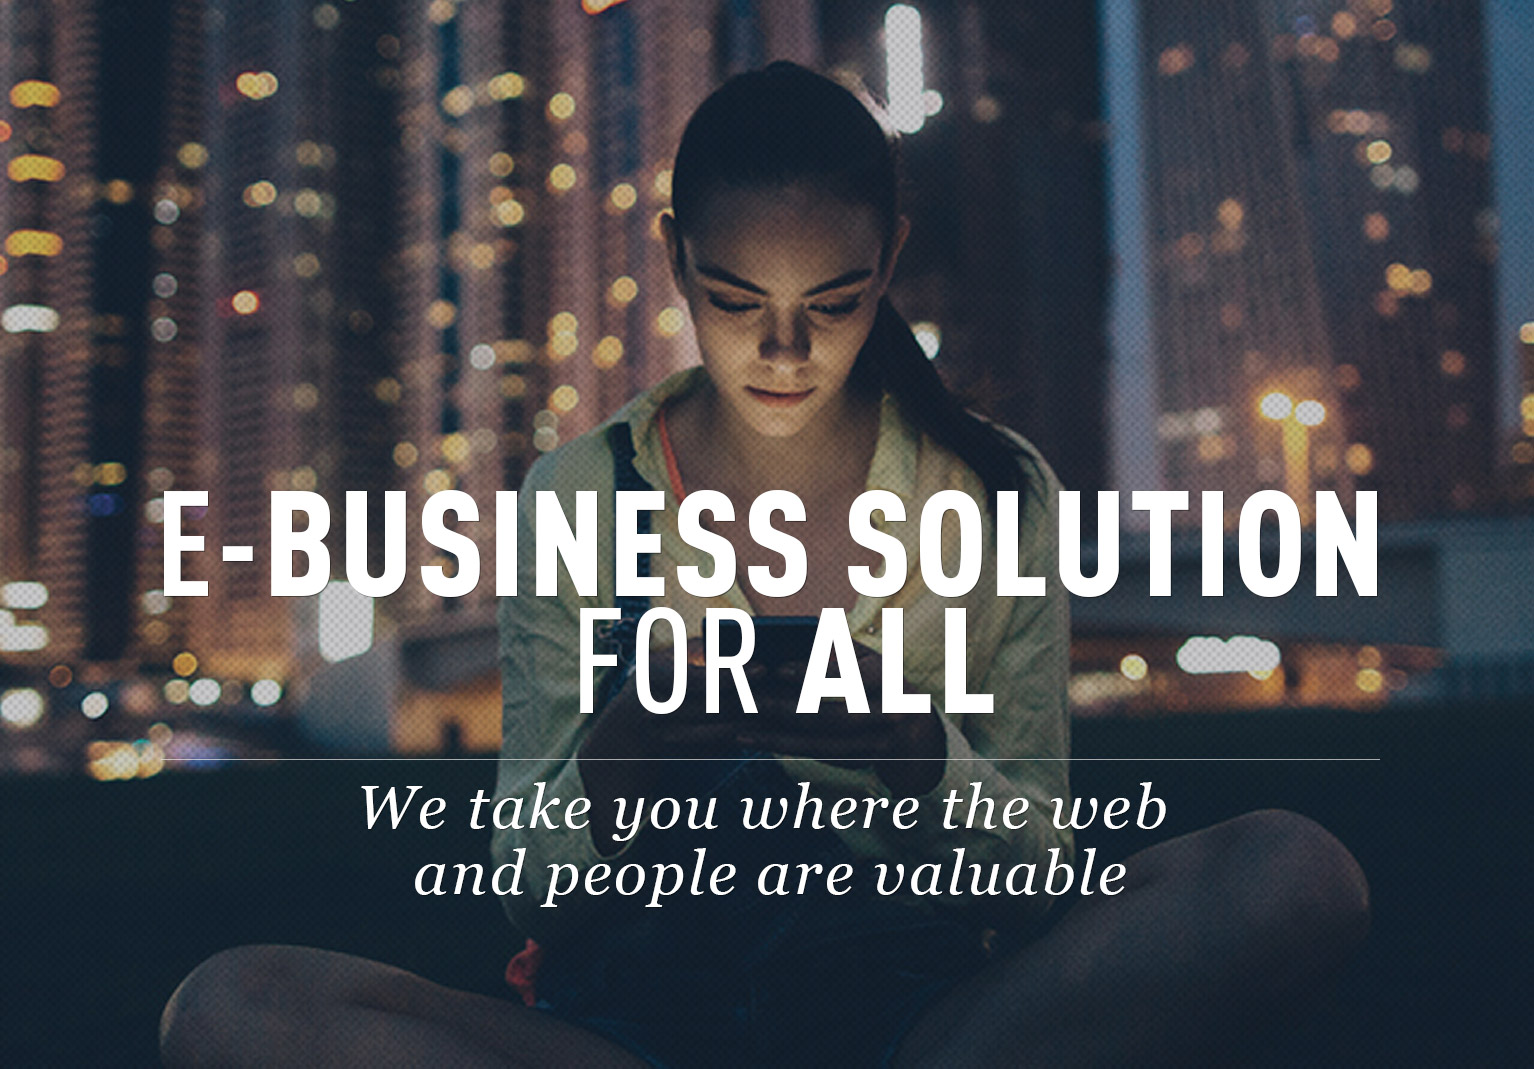 E-BUSINESS SOLUTION
FOR ALL
We take you where the web
and people are valuable